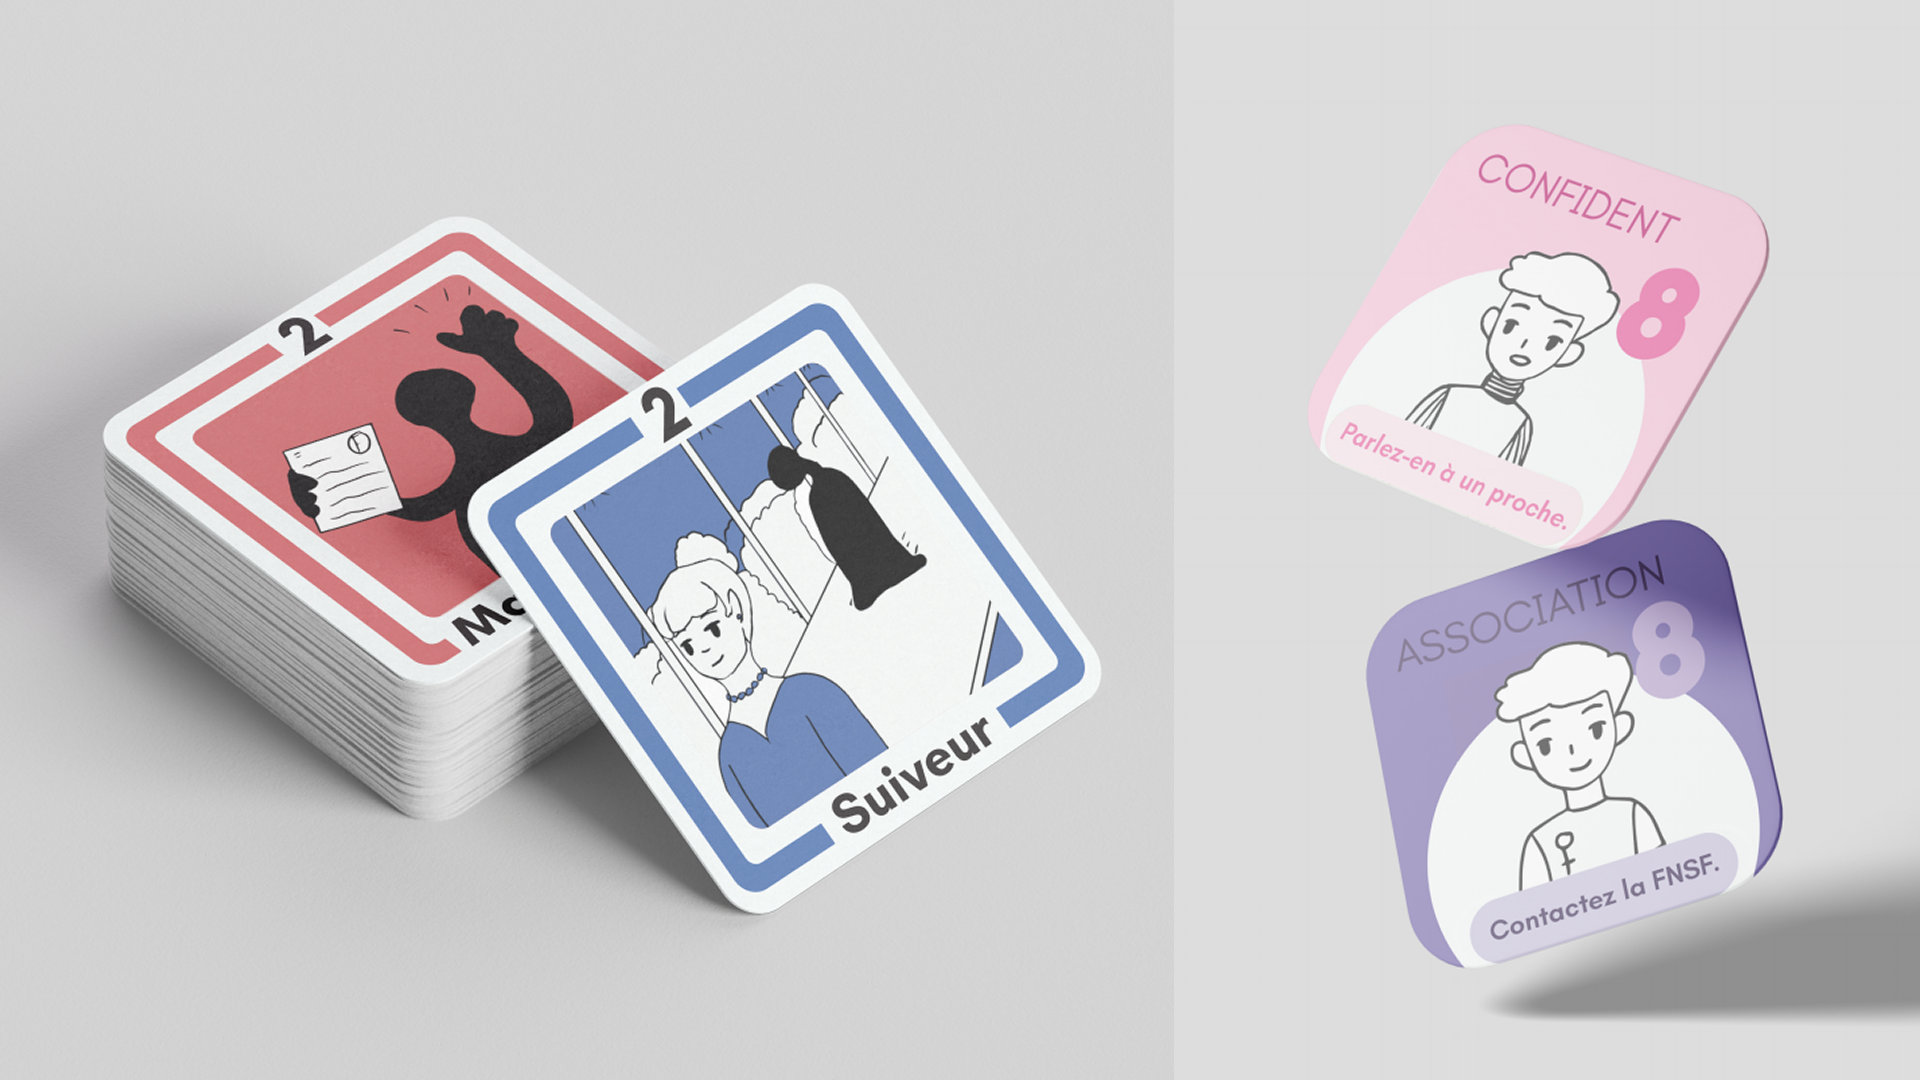 2
2
Suiveur
CONFIDENT
8
Parlez-en à un proche.
ASSOCIATION
8
Contactez la FNSF.